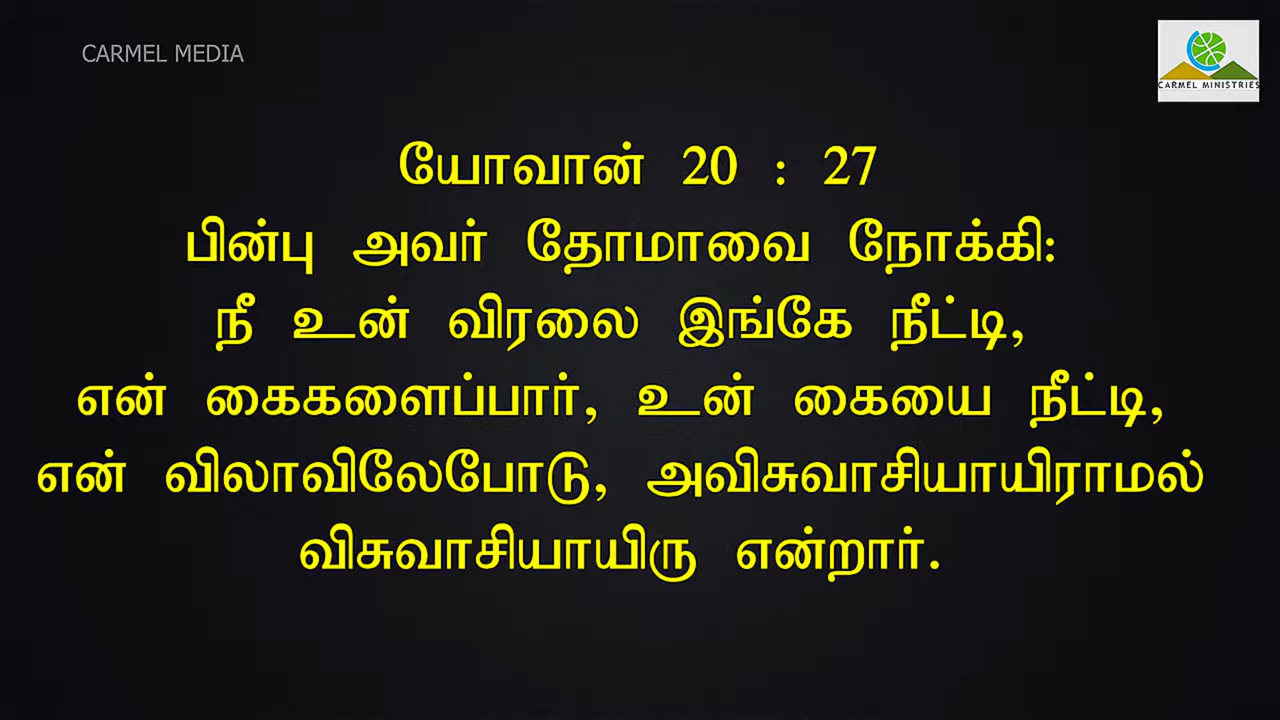 CARMEL MEDIA
CARMEL MINISTRIES
யோவான் 20 : 27
பின்பு அவர் தோமாவை நோக்கி:
நீ உன் விரலை இங்கே நீட்டி,
என் கைகளைப்பார், உன் கையை நீட்டி,
என் விலாவிலேபோடு, அவிசுவாசியாயிராமல்
விசுவாசியாயிரு என்றார்.